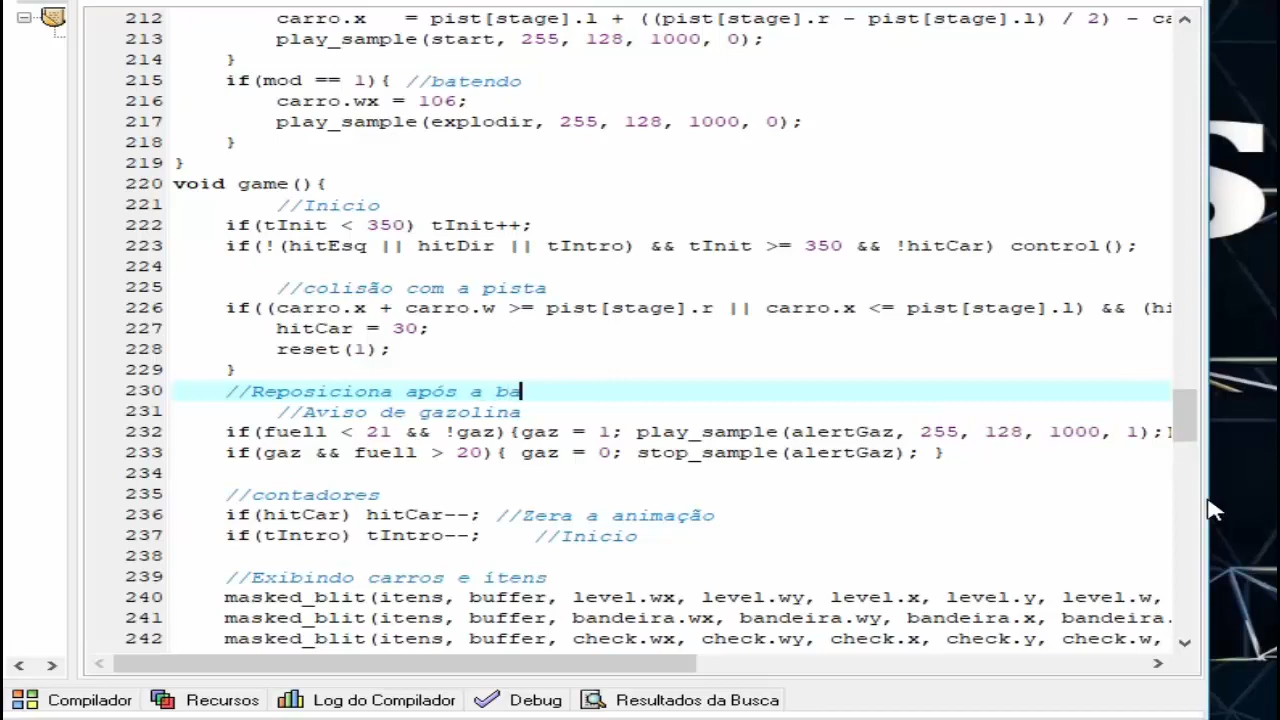 212 carro.x = pist[stage].l + ((pist[stage].r - pist[stage].l) / 2) - ca
213 play_sample(start, 255, 128, 1000, 0);
214 }
215 if(mod == 1){ //batendo
216 carro.wx = 106;
217 play_sample(explodir, 255, 128, 1000, 0);
218 }
219 }
220 void game(){
221 //Inicio
222 if(tInit < 350) tInit++;
223 if(!(hitEsq || hitDir || tIntro) && tInit >= 350 && !hitCar) control();
224
225 //colisão com a pista
226 if((carro.x + carro.w >= pist[stage].r || carro.x <= pist[stage].l) && (hi
227 hitCar = 30;
228 reset(1);
229 }
230 //Reposiciona após a ba
231 //Aviso de gazolina
232 if(fuell < 21 && !gaz){gaz = 1; play_sample(alertGaz, 255, 128, 1000, 1);}
233 if(gaz && fuell > 20){ gaz = 0; stop_sample(alertGaz); }
234
235 //contadores
236 if(hitCar) hitCar--; //Zera a animação
237 if(tIntro) tIntro--; //Inicio
238
239 //Exibindo carros e ítens
240 masked_blit(itens, buffer, level.wx, level.wy, level.x, level.y, level.w,
241 masked_blit(itens, buffer, bandeira.wx, bandeira.wy, bandeira.x, bandeira.
242 masked_blit(itens, buffer, check.wx, check.wy, check.x, check.y, check.w,
Compilador Recursos Log do Compilador Debug Resultados da Busca